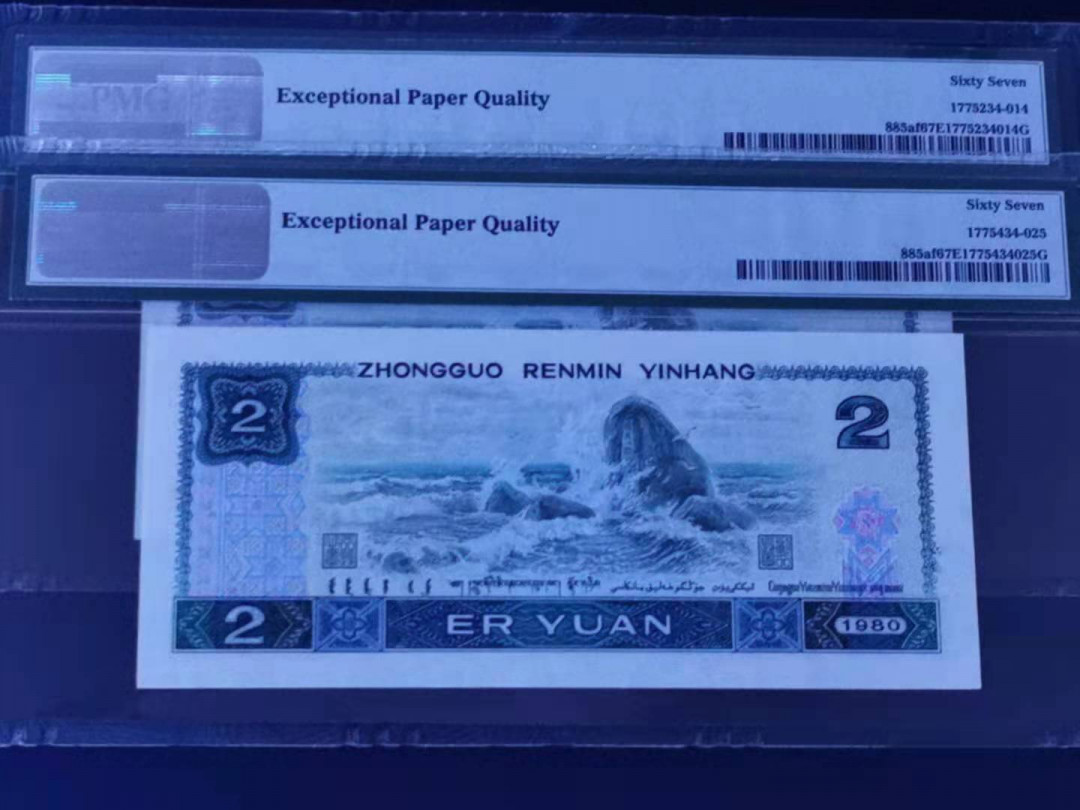 PMG
Exceptional Paper Quality
Sixty Seven
1775234-014
885af67E1775234014G
Exceptional Paper Quality
Sixty Seven
1775434-025
885af67E1775434025G
ZHONGGUO RENMIN YINHANG
2
2
2
ER YUAN
1980